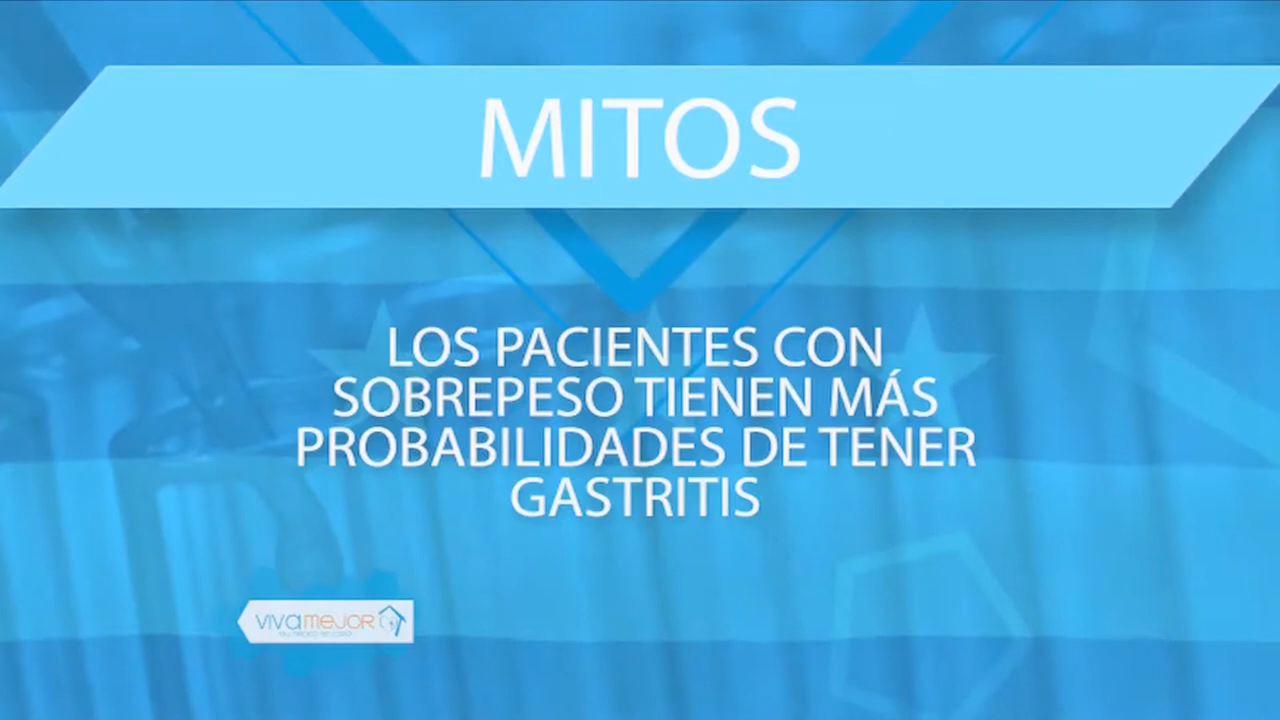 MITOS
LOS PACIENTES CON
SOBREPESO TIENEN MÁS
PROBABILIDADES DE TENER
GASTRITIS
VIVAMEJOR